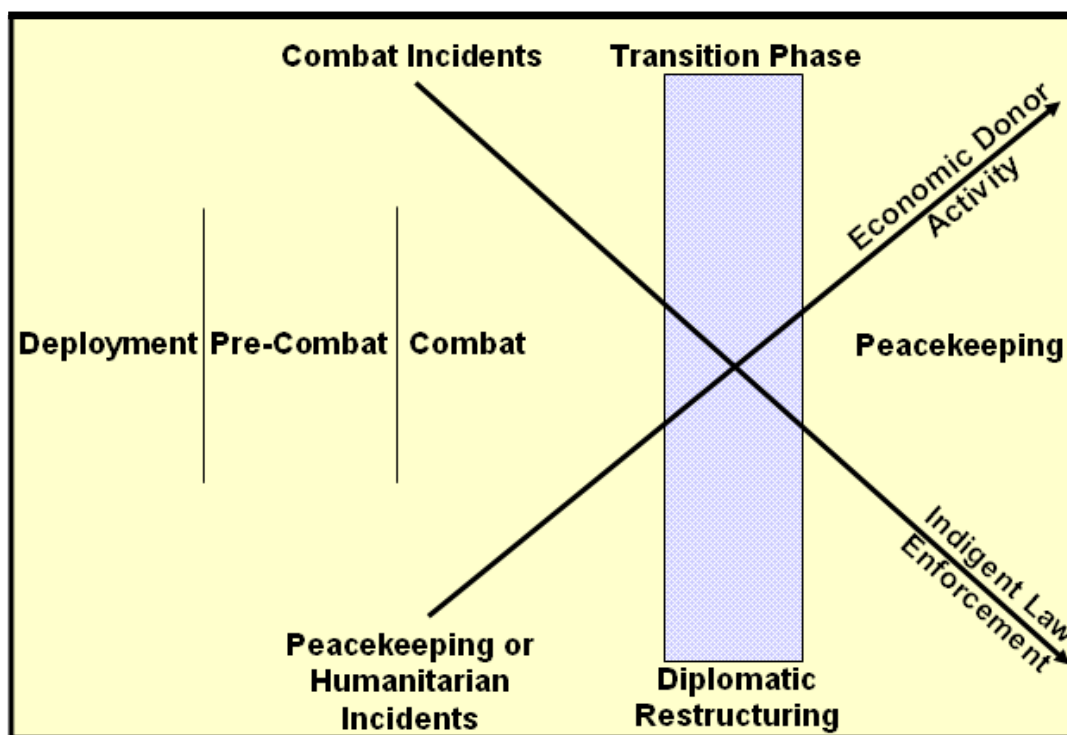 Combat Incidents
Transition Phase
Economic Donor
Activity
Deployment
Pre-Combat
Combat
Peacekeeping
Indigent Law
Enforcement
Peacekeeping or
Humanitarian
Incidents
Diplomatic
Restructuring